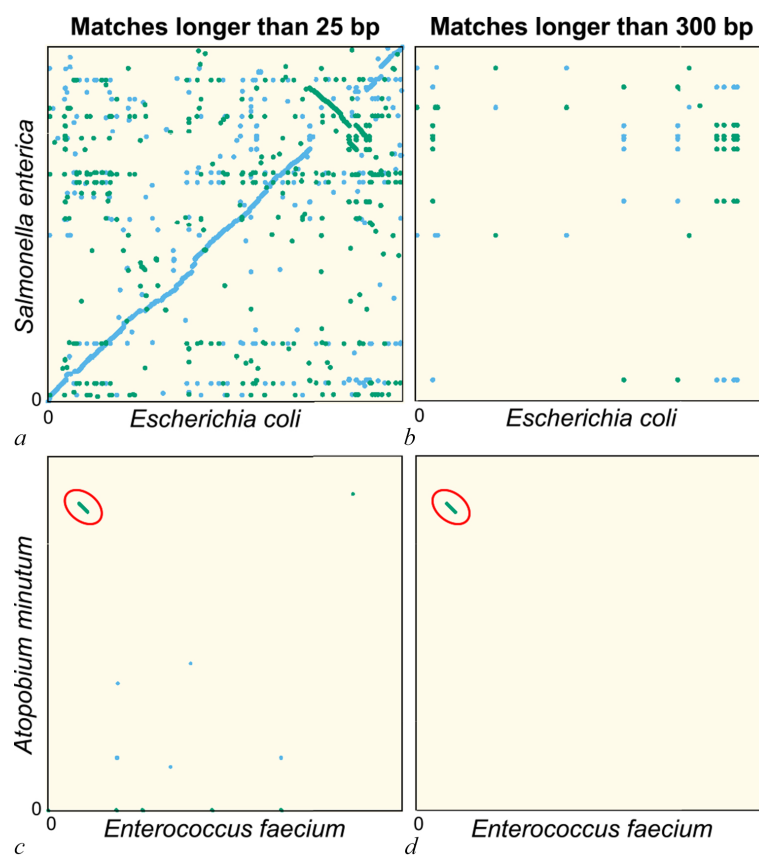 Matches longer than 25 bp
Matches longer than 300 bp
Salmonella enterica
0
0
Escherichia coli
a
0
Escherichia coli
b
Atopobium minutum
0
0
Enterococcus faecium
c
0
Enterococcus faecium
d